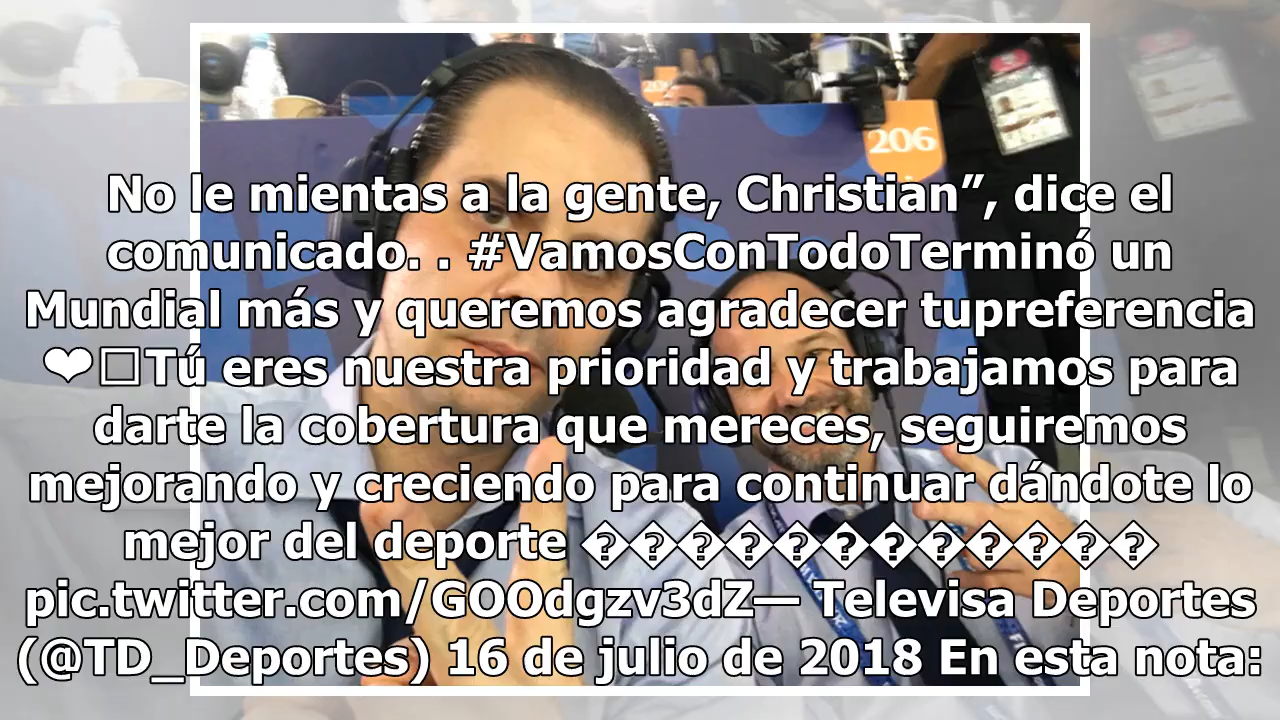 206
206
No le mientas a la gente, Christian”, dice el
comunicado. . #VamosConTodoTerminó un
Mundial más y queremos agradecer tupreferencia
❤□Tú eres nuestra prioridad y trabajamos para
darte la cobertura que mereces, seguiremos
mejorando y creciendo para continuar dándote lo
mejor del deporte ��������������
pic.twitter.com/GOOdgzv3dZ— Televisa Deportes
(@TD_Deportes) 16 de julio de 2018 En esta nota: